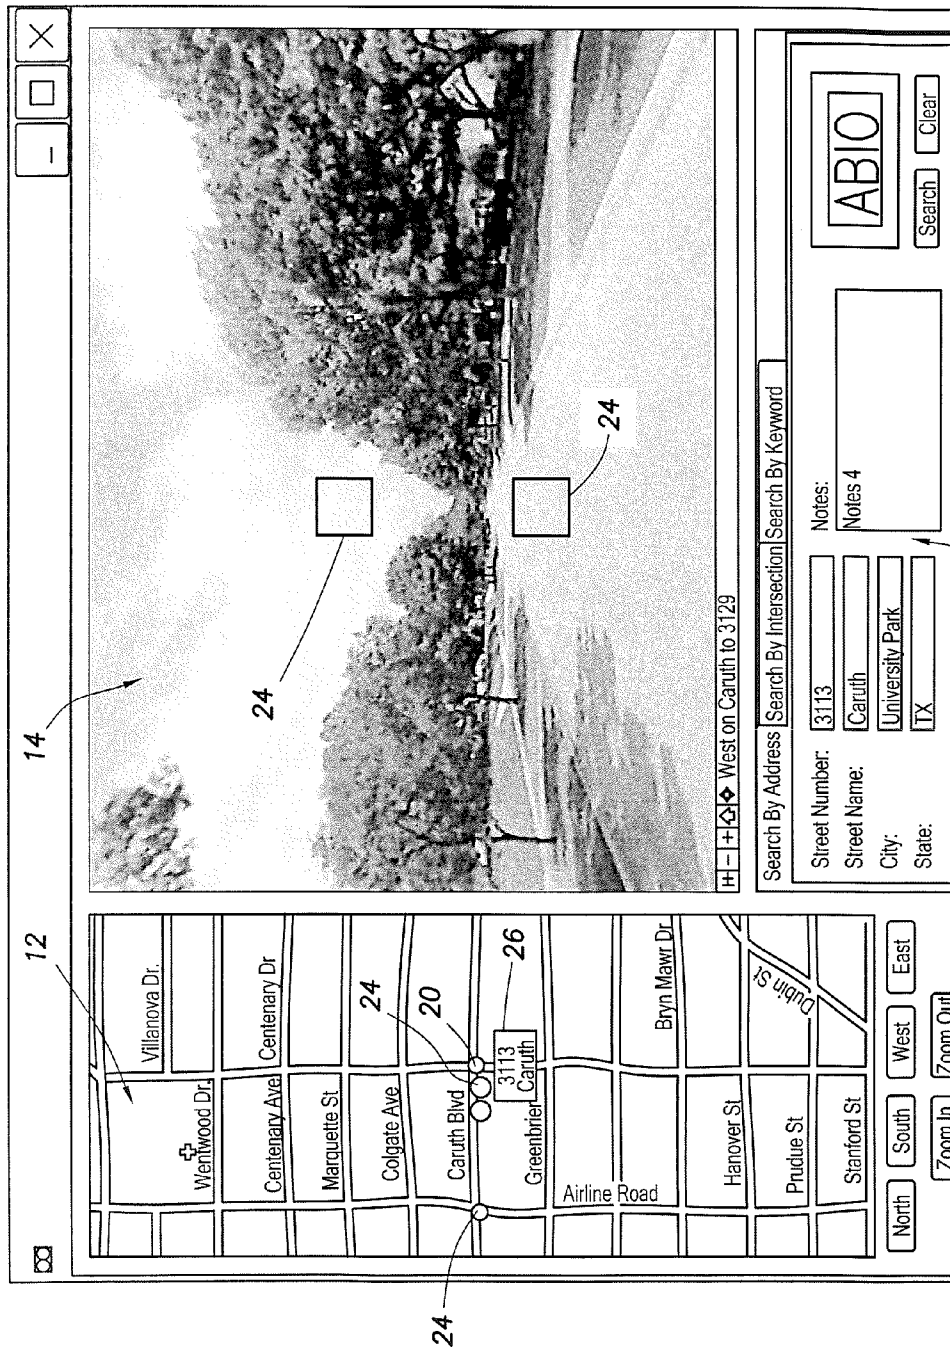 12
14
24
24
24
24
20
26
Villanova Dr.
Wentwood Dr.
Centenary Ave
Centenary Dr
Marquette St
Colgate Ave
Caruth Blvd
3113
Caruth
Greenbrier
Airline Road
Bryn Mawr Dr
Hanover St
Prudue St
Dublin St
Stanford St
North
South
West
East
Zoom In
Zoom Out
West on Caruth to 3129
Search By Address
Search By Intersection
Search By Keyword
Street Number:
3113
Street Name:
Caruth
City:
University Park
State:
TX
Notes:
Notes 4
ABIO
Search
Clear